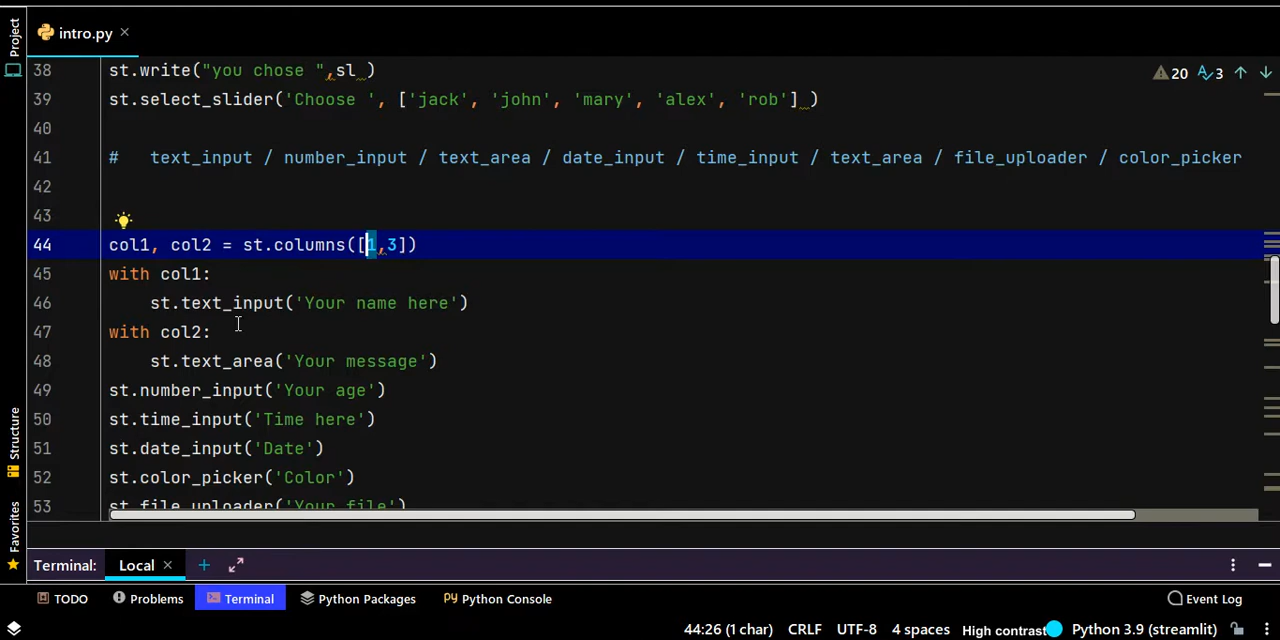 Project
intro.py
38 st.write("you chose ",sl )
20 3
39 st.select_slider('Choose ', ['jack', 'john', 'mary', 'alex', 'rob'] )
40
41 # text_input / number_input / text_area / date_input / time_input / text_area / file_uploader / color_picker
42
43
44 col1, col2 = st.columns([1,3])
45 with col1:
46 st.text_input('Your name here')
47 with col2:
48 st.text_area('Your message')
49 st.number_input('Your age')
50 st.time_input('Time here')
51 st.date_input('Date')
52 st.color_picker('Color')
53 st.file_uploader('Your file')
Structure
Favorites
Terminal: Local
TODO Problems Terminal Python Packages Python Console Event Log
44:26 (1 char) CRLF UTF-8 4 spaces High contrast Python 3.9 (streamlit)